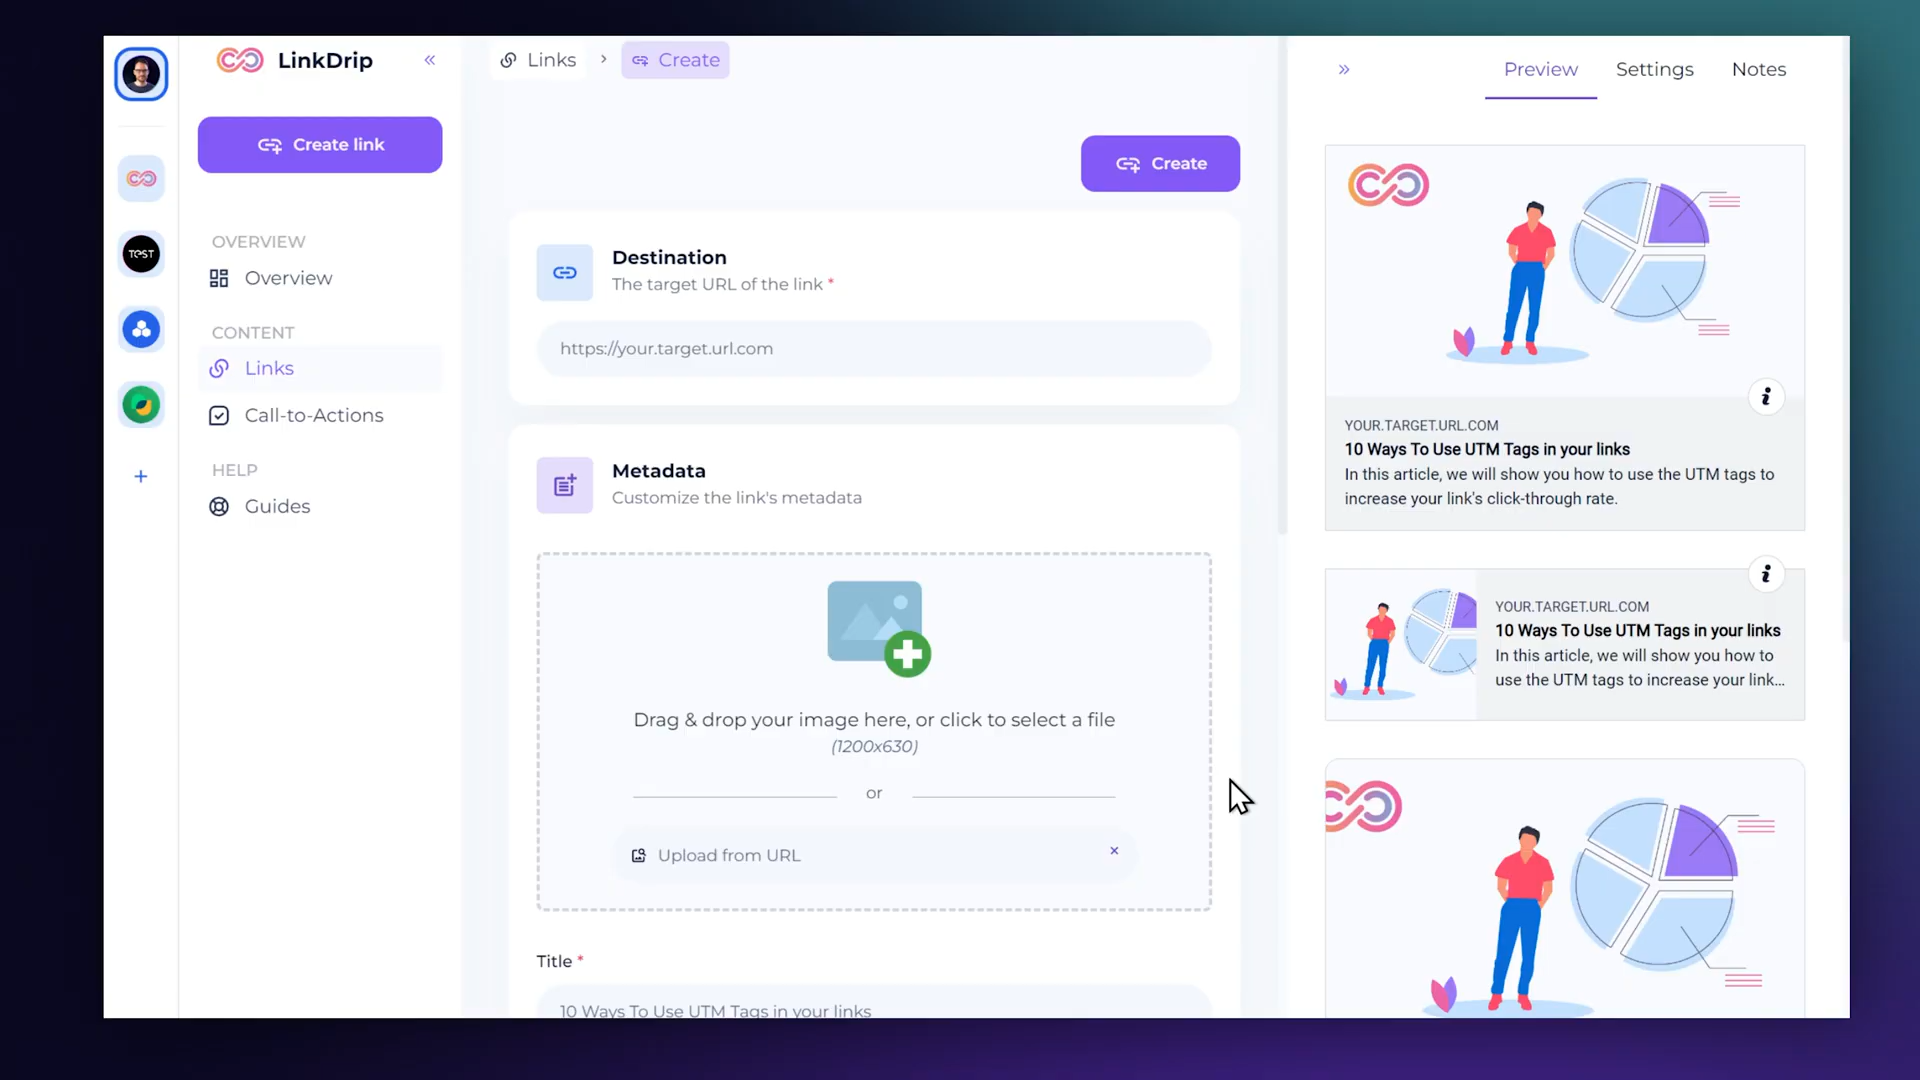 LinkDrip
Create link
OVERVIEW
Overview
CONTENT
Links
Call-to-Actions
HELP
Guides
TEST
Links
Create
Create
Destination
The target URL of the link *
https://your.target.url.com
Metadata
Customize the link's metadata
Drag & drop your image here, or click to select a file
(1200x630)
or
Upload from URL
Title *
10 Ways To Use UTM Tags in your links
Preview
Settings
Notes
YOUR.TARGET.URL.COM
10 Ways To Use UTM Tags in your links
In this article, we will show you how to use the UTM tags to
increase your link's click-through rate.
YOUR.TARGET.URL.COM
10 Ways To Use UTM Tags in your links
In this article, we will show you how to
use the UTM tags to increase your link...